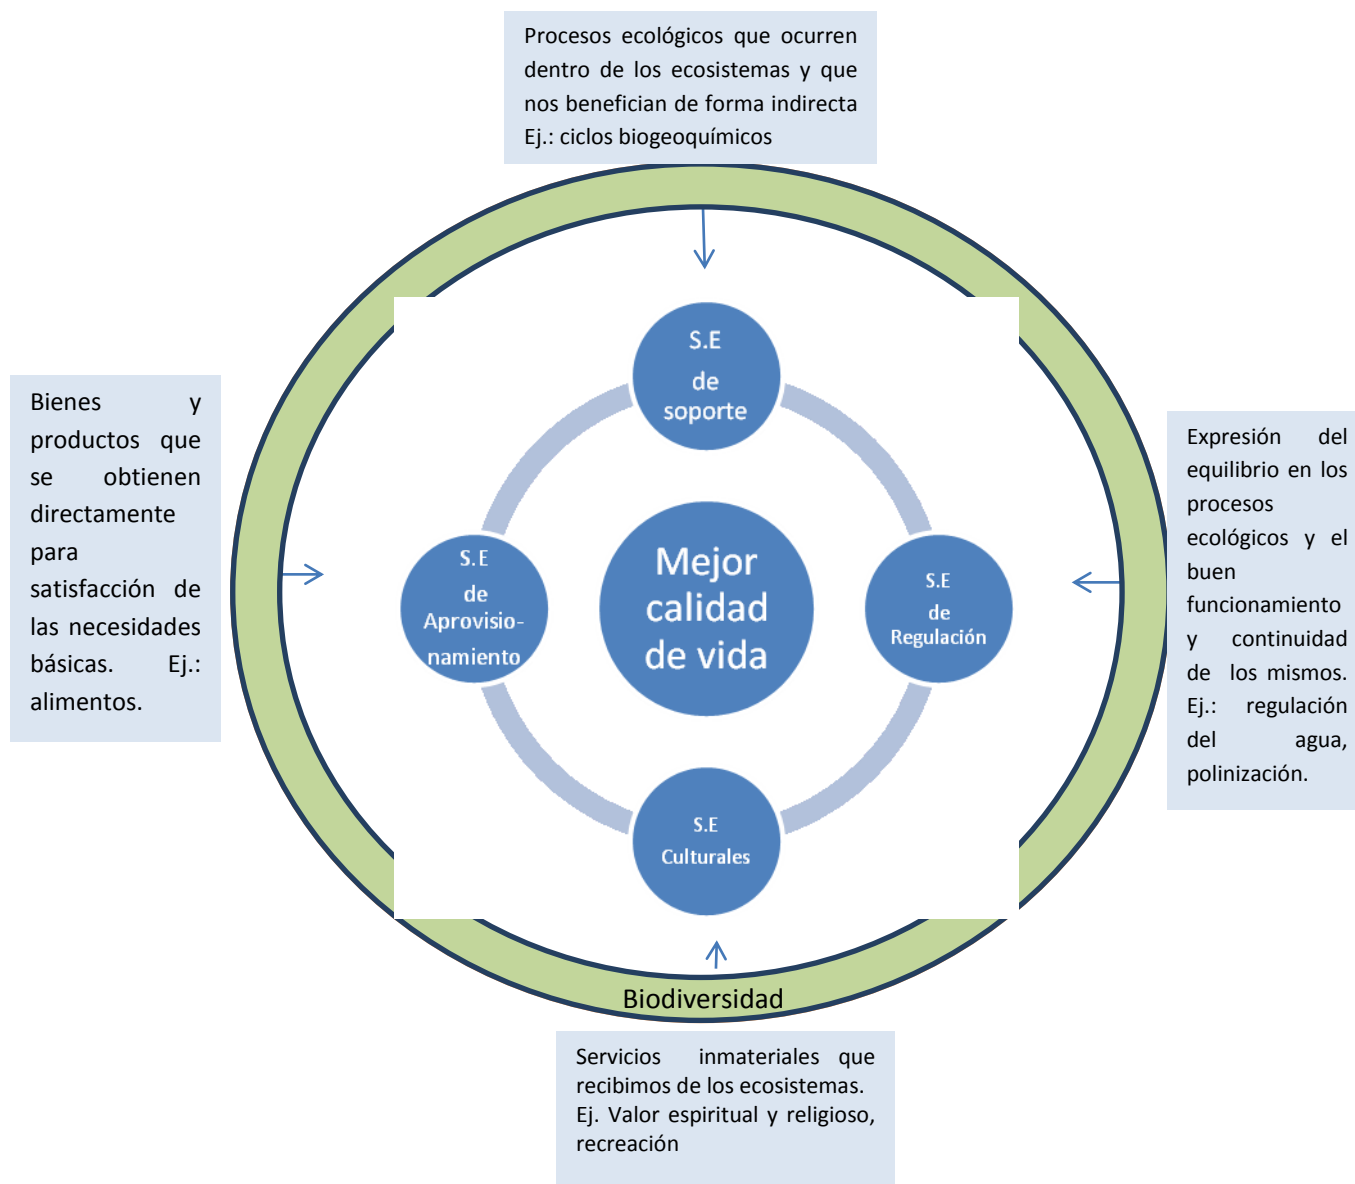 Procesos ecológicos que ocurren
dentro de los ecosistemas y que
nos benefician de forma indirecta
Ej.: ciclos biogeoquímicos
S.E
de
soporte
Bienes y
productos que
se obtienen
directamente
para
satisfacción de
las necesidades
básicas. Ej.:
alimentos.
S.E
de
Aprovisio-
namiento
Mejor
calidad
de vida
S.E
de
Regulación
Expresión del
equilibrio en los
procesos
ecológicos y el
buen
funcionamiento
y continuidad
de los mismos.
Ej.: regulación
del agua,
polinización.
S.E
Culturales
Biodiversidad
Servicios inmateriales que
recibimos de los ecosistemas.
Ej. Valor espiritual y religioso,
recreación